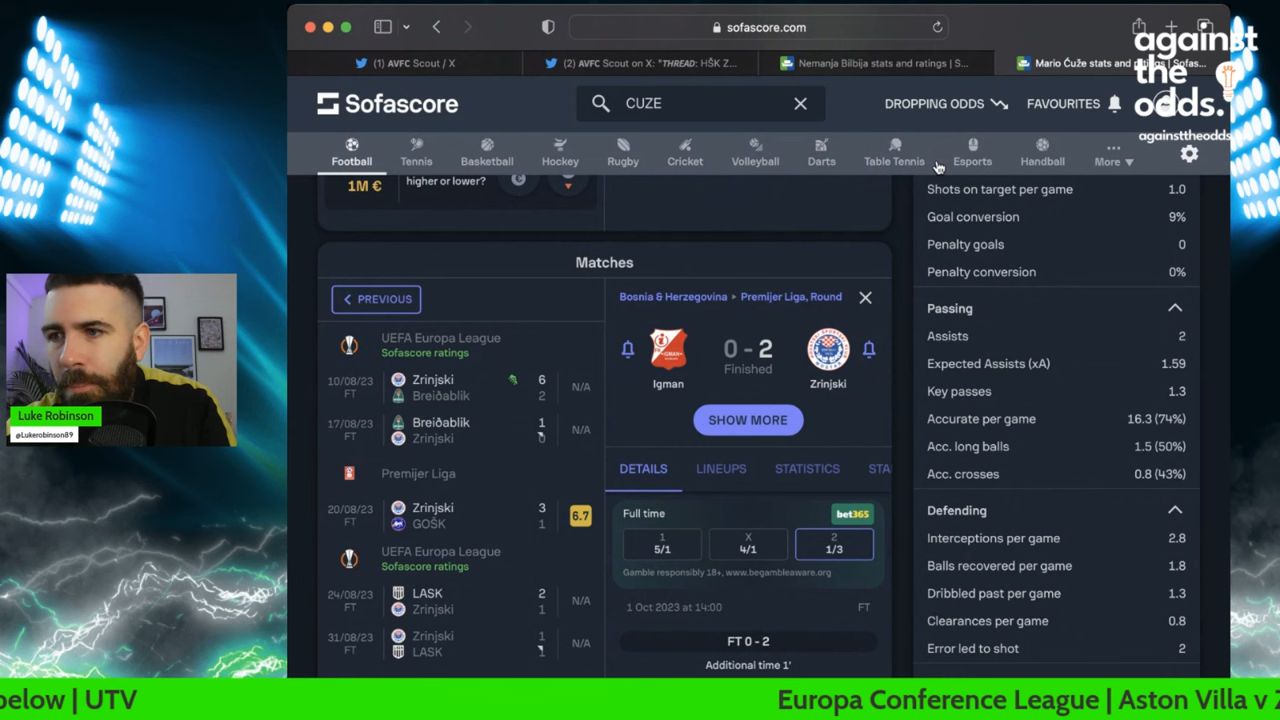 sofascore.com
(1) AVFC Scout / X
(2) AVFC Scout on X: "THREAD: HŠK Z...
Nemanja Bilbija stats and ratings | S...
Mario Ćuže stats and ratings | Sofas...
against
the
odds.
againsttheodds.
Sofascore
CUZE
DROPPING ODDS
FAVOURITES
Football
Tennis
Basketball
Hockey
Rugby
Cricket
Volleyball
Darts
Table Tennis
Esports
Handball
More
1M €
higher or lower?
Matches
PREVIOUS
UEFA Europa League
Sofascore ratings
10/08/23
FT
Zrinjski 6
Breiðablik 2
N/A
17/08/23
FT
Breiðablik 1
Zrinjski 0
N/A
Premijer Liga
20/08/23
FT
Zrinjski 3
GOŠK 1
6.7
UEFA Europa League
Sofascore ratings
24/08/23
FT
LASK 2
Zrinjski 1
N/A
31/08/23
FT
Zrinjski 1
LASK 1
N/A
Bosnia & Herzegovina
Premijer Liga, Round
Igman
0 - 2
Finished
Zrinjski
SHOW MORE
DETAILS
LINEUPS
STATISTICS
STA
Full time
bet365
1
5/1
X
4/1
2
1/3
Gamble responsibly 18+, www.begambleaware.org
1 Oct 2023 at 14:00
FT
FT 0 - 2
Additional time 1'
Shots on target per game 1.0
Goal conversion 9%
Penalty goals 0
Penalty conversion 0%
Passing
Assists 2
Expected Assists (xA) 1.59
Key passes 1.3
Accurate per game 16.3 (74%)
Acc. long balls 1.5 (50%)
Acc. crosses 0.8 (43%)
Defending
Interceptions per game 2.8
Balls recovered per game 1.8
Dribbled past per game 1.3
Clearances per game 0.8
Error led to shot 2
Luke Robinson
@Lukerobinson89
below | UTV
Europa Conference League | Aston Villa v